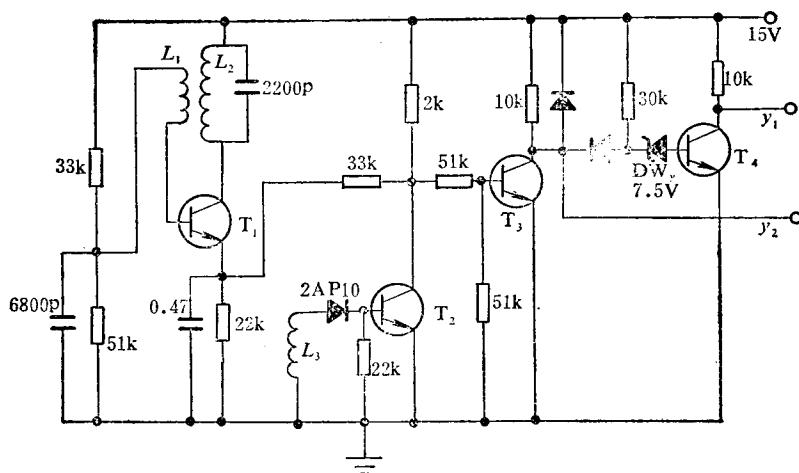 15V
L₁
L₂
2200p
10k
2k
10k
30k
y₁
33k
33k
51k
T₄
DW
7.5V
T₁
T₃
y₂
2AP10
6800p
0.47
T₂
51k
22k
51k
L₃
22k